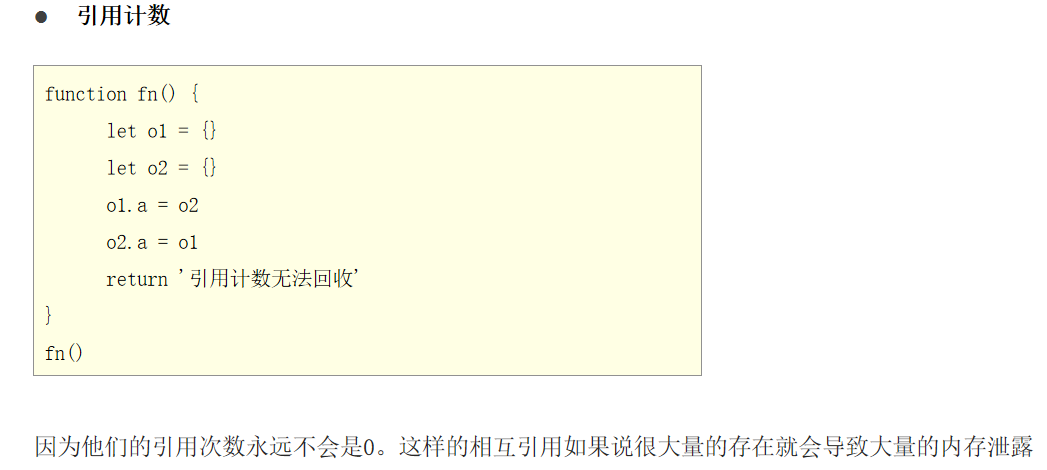 ● 引用计数
function fn() {
let o1 = {}
let o2 = {}
o1.a = o2
o2.a = o1
return '引用计数无法回收'
}
fn()
因为他们的引用次数永远不会是0。这样的相互引用如果说很大量的存在就会导致大量的内存泄露